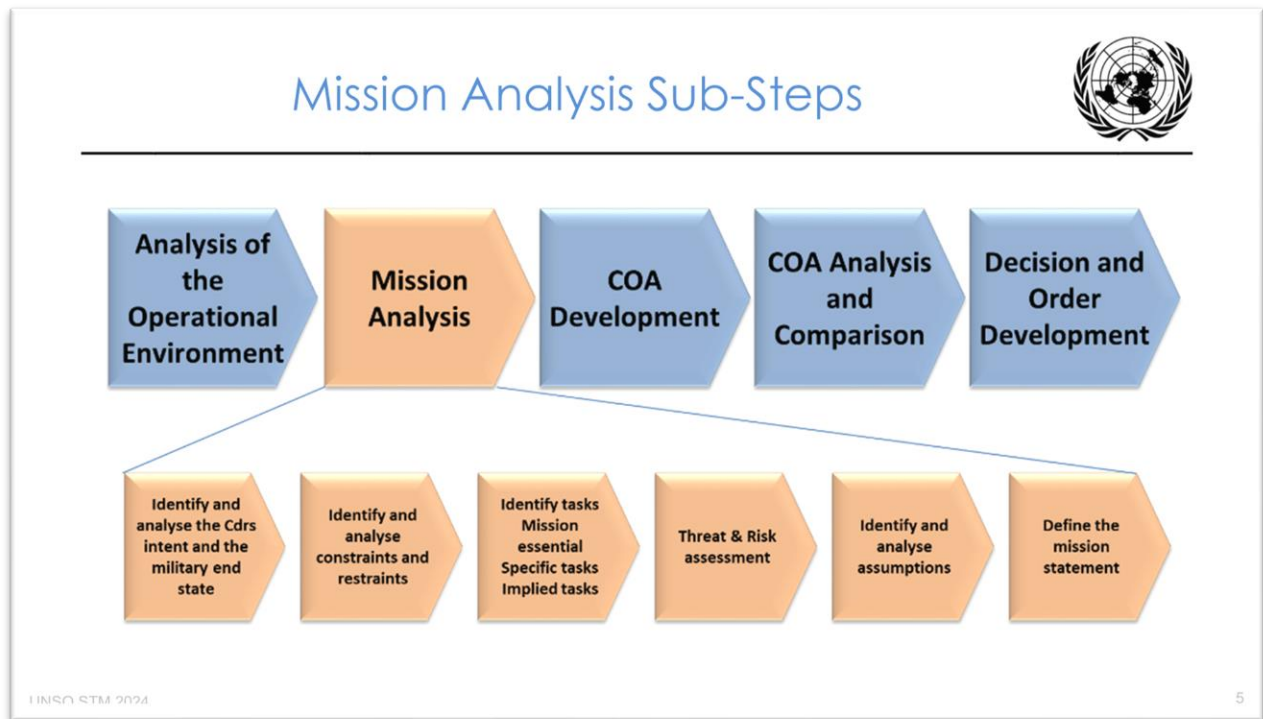 Mission Analysis Sub-Steps
Analysis of
the
Operational
Environment
Mission
Analysis
COA
Development
COA Analysis
and
Comparison
Decision and
Order
Development
Identify and
analyse the Cdrs
intent and the
military end
state
Identify and
analyse
constraints and
restraints
Identify tasks
Mission
essential
Specific tasks
Implied tasks
Threat & Risk
assessment
Identify and
analyse
assumptions
Define the
mission
statement
UNSO STM 2024
5